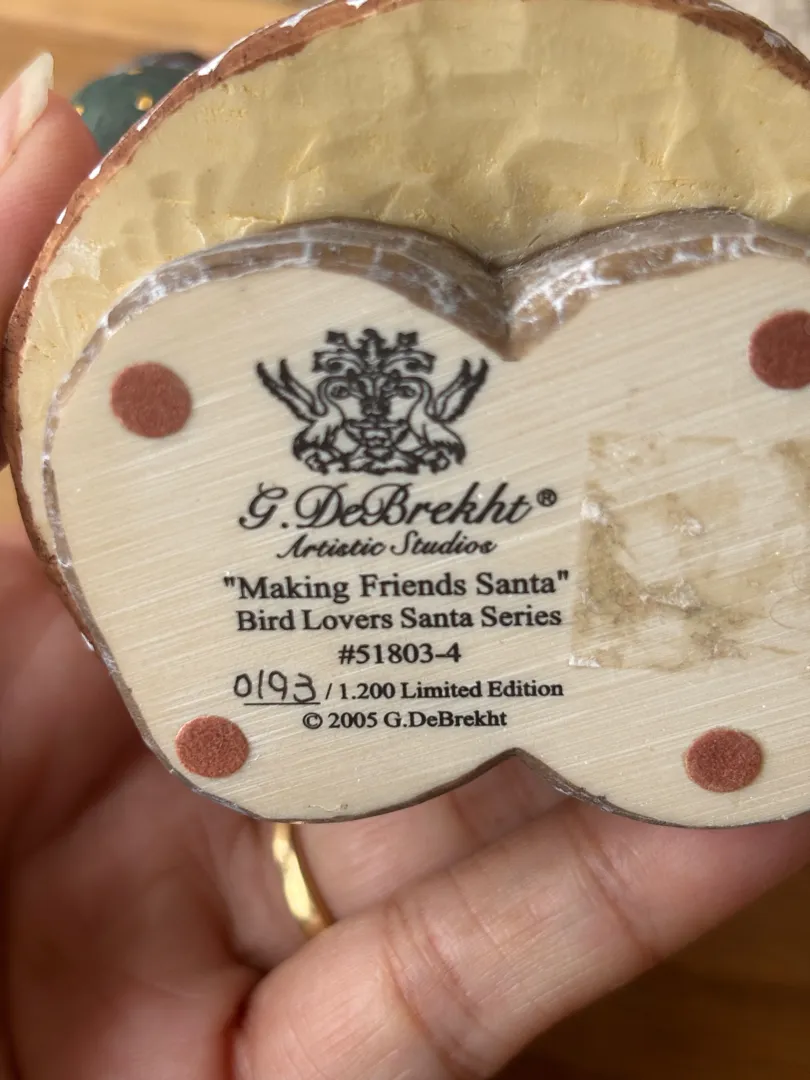 G.DeBrekht®
Artistic Studios
"Making Friends Santa"
Bird Lovers Santa Series
#51803-4
0193 / 1.200 Limited Edition
© 2005 G.DeBrekht